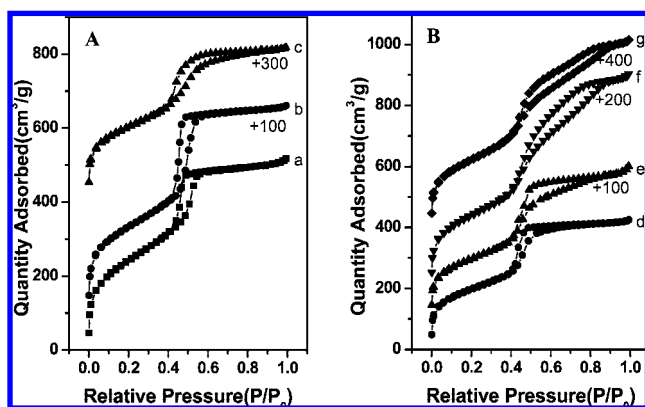 A
B
800
600
400
200
0
1000
800
600
400
200
0
c
+300
b
+100
a
g
+400
f
+200
e
+100
d
Quantity Adsorbed(cm³/g)
Quantity Adsorbed(cm³/g)
0.0 0.2 0.4 0.6 0.8 1.0
0.0 0.2 0.4 0.6 0.8 1.0
Relative Pressure(P/P₀)
Relative Pressure(P/P₀)